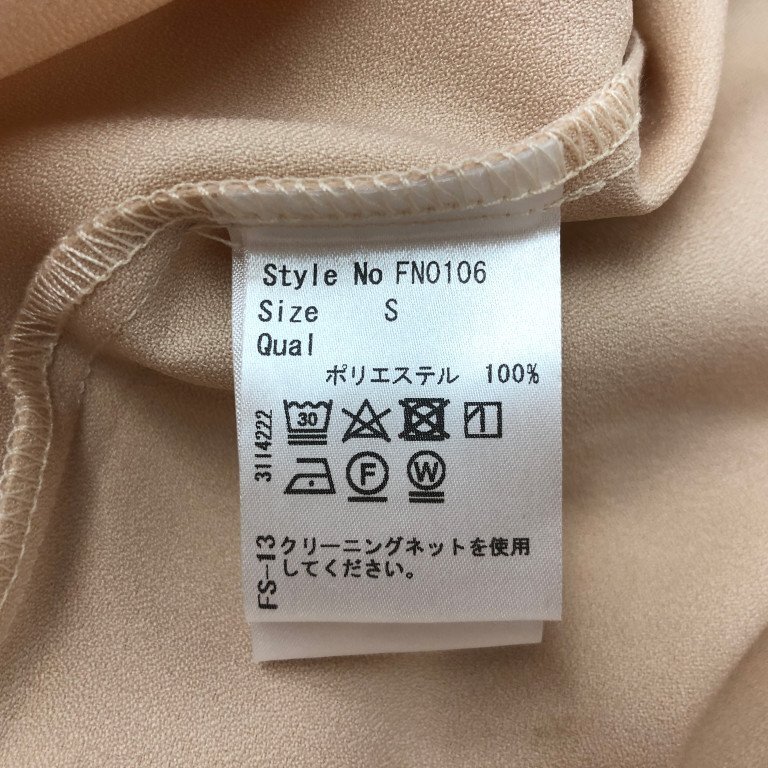 Style No FN0106
Size S
Qual
ポリエステル 100%
30
F W
クリーニングネットを使用
してください。
3114222
FS-13